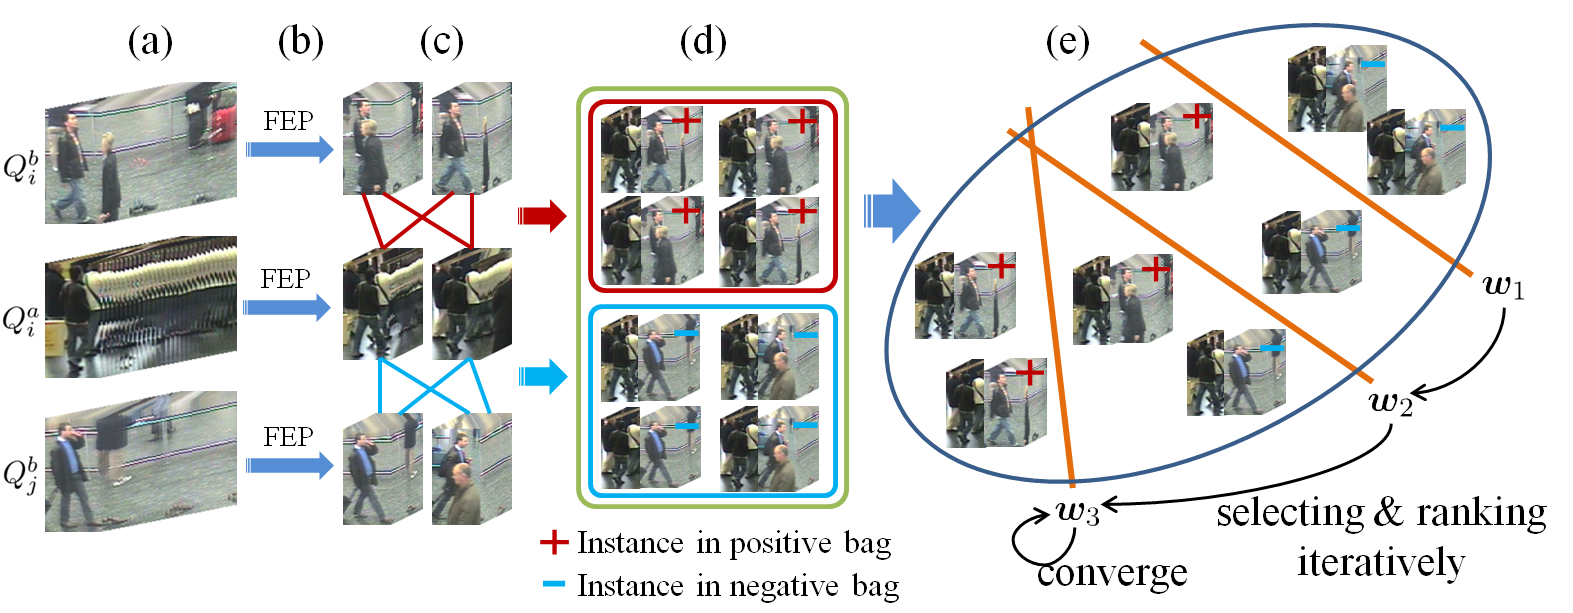 (a) (b) (c) (d) (e)
Q_i^b FEP
Q_i^a FEP
Q_j^b FEP
w_1
w_2
w_3
selecting & ranking
iteratively
converge
+ Instance in positive bag
− Instance in negative bag